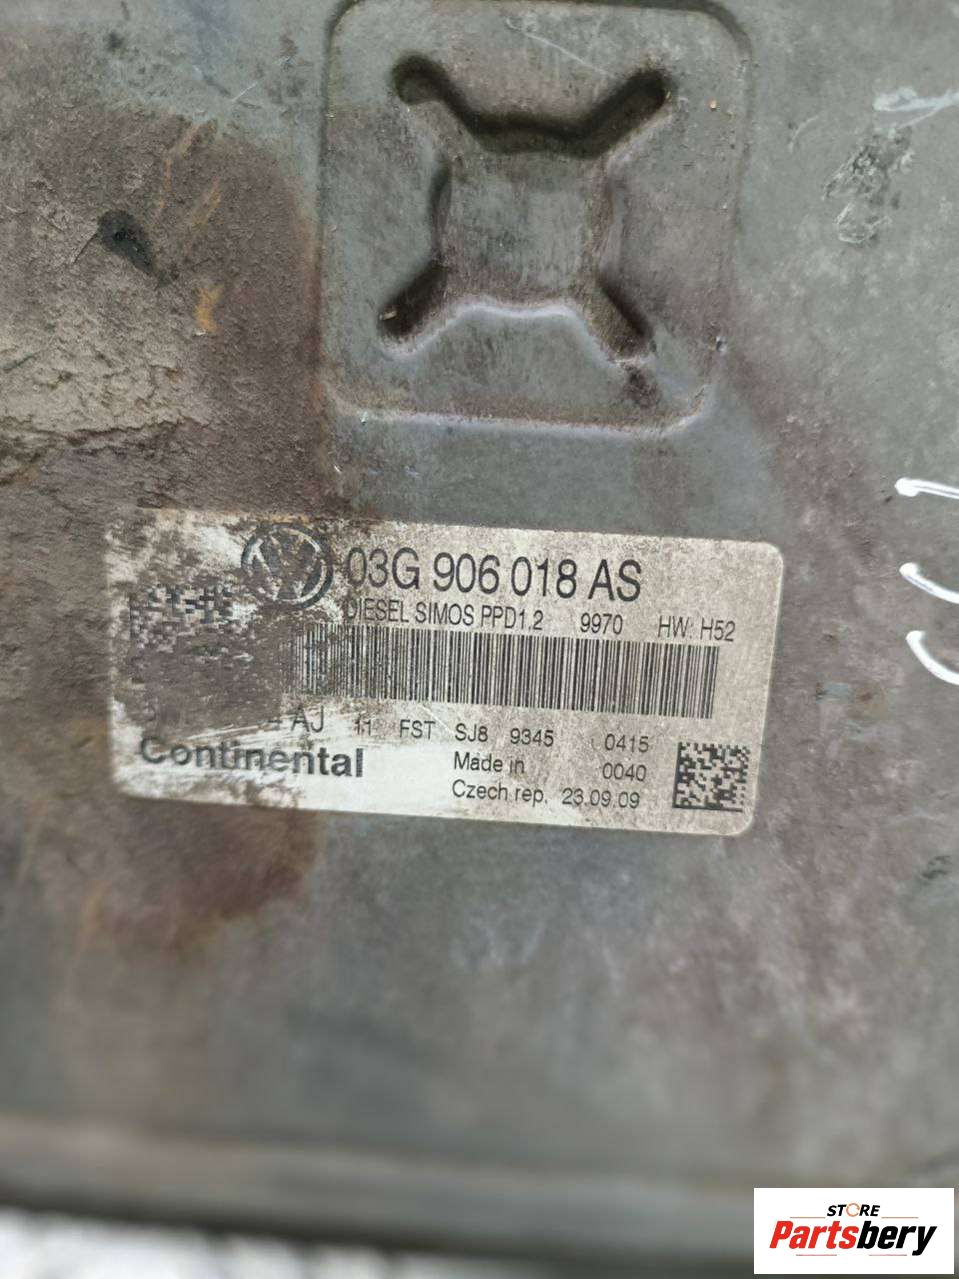 03G 906 018 AS
DIESEL SIMOS PPD1.2 9970 HW: H52
4 AJ 11 FST SJ8 9345 0415
Continental Made in 0040
Czech rep. 23.09.09
STORE
Partsbery